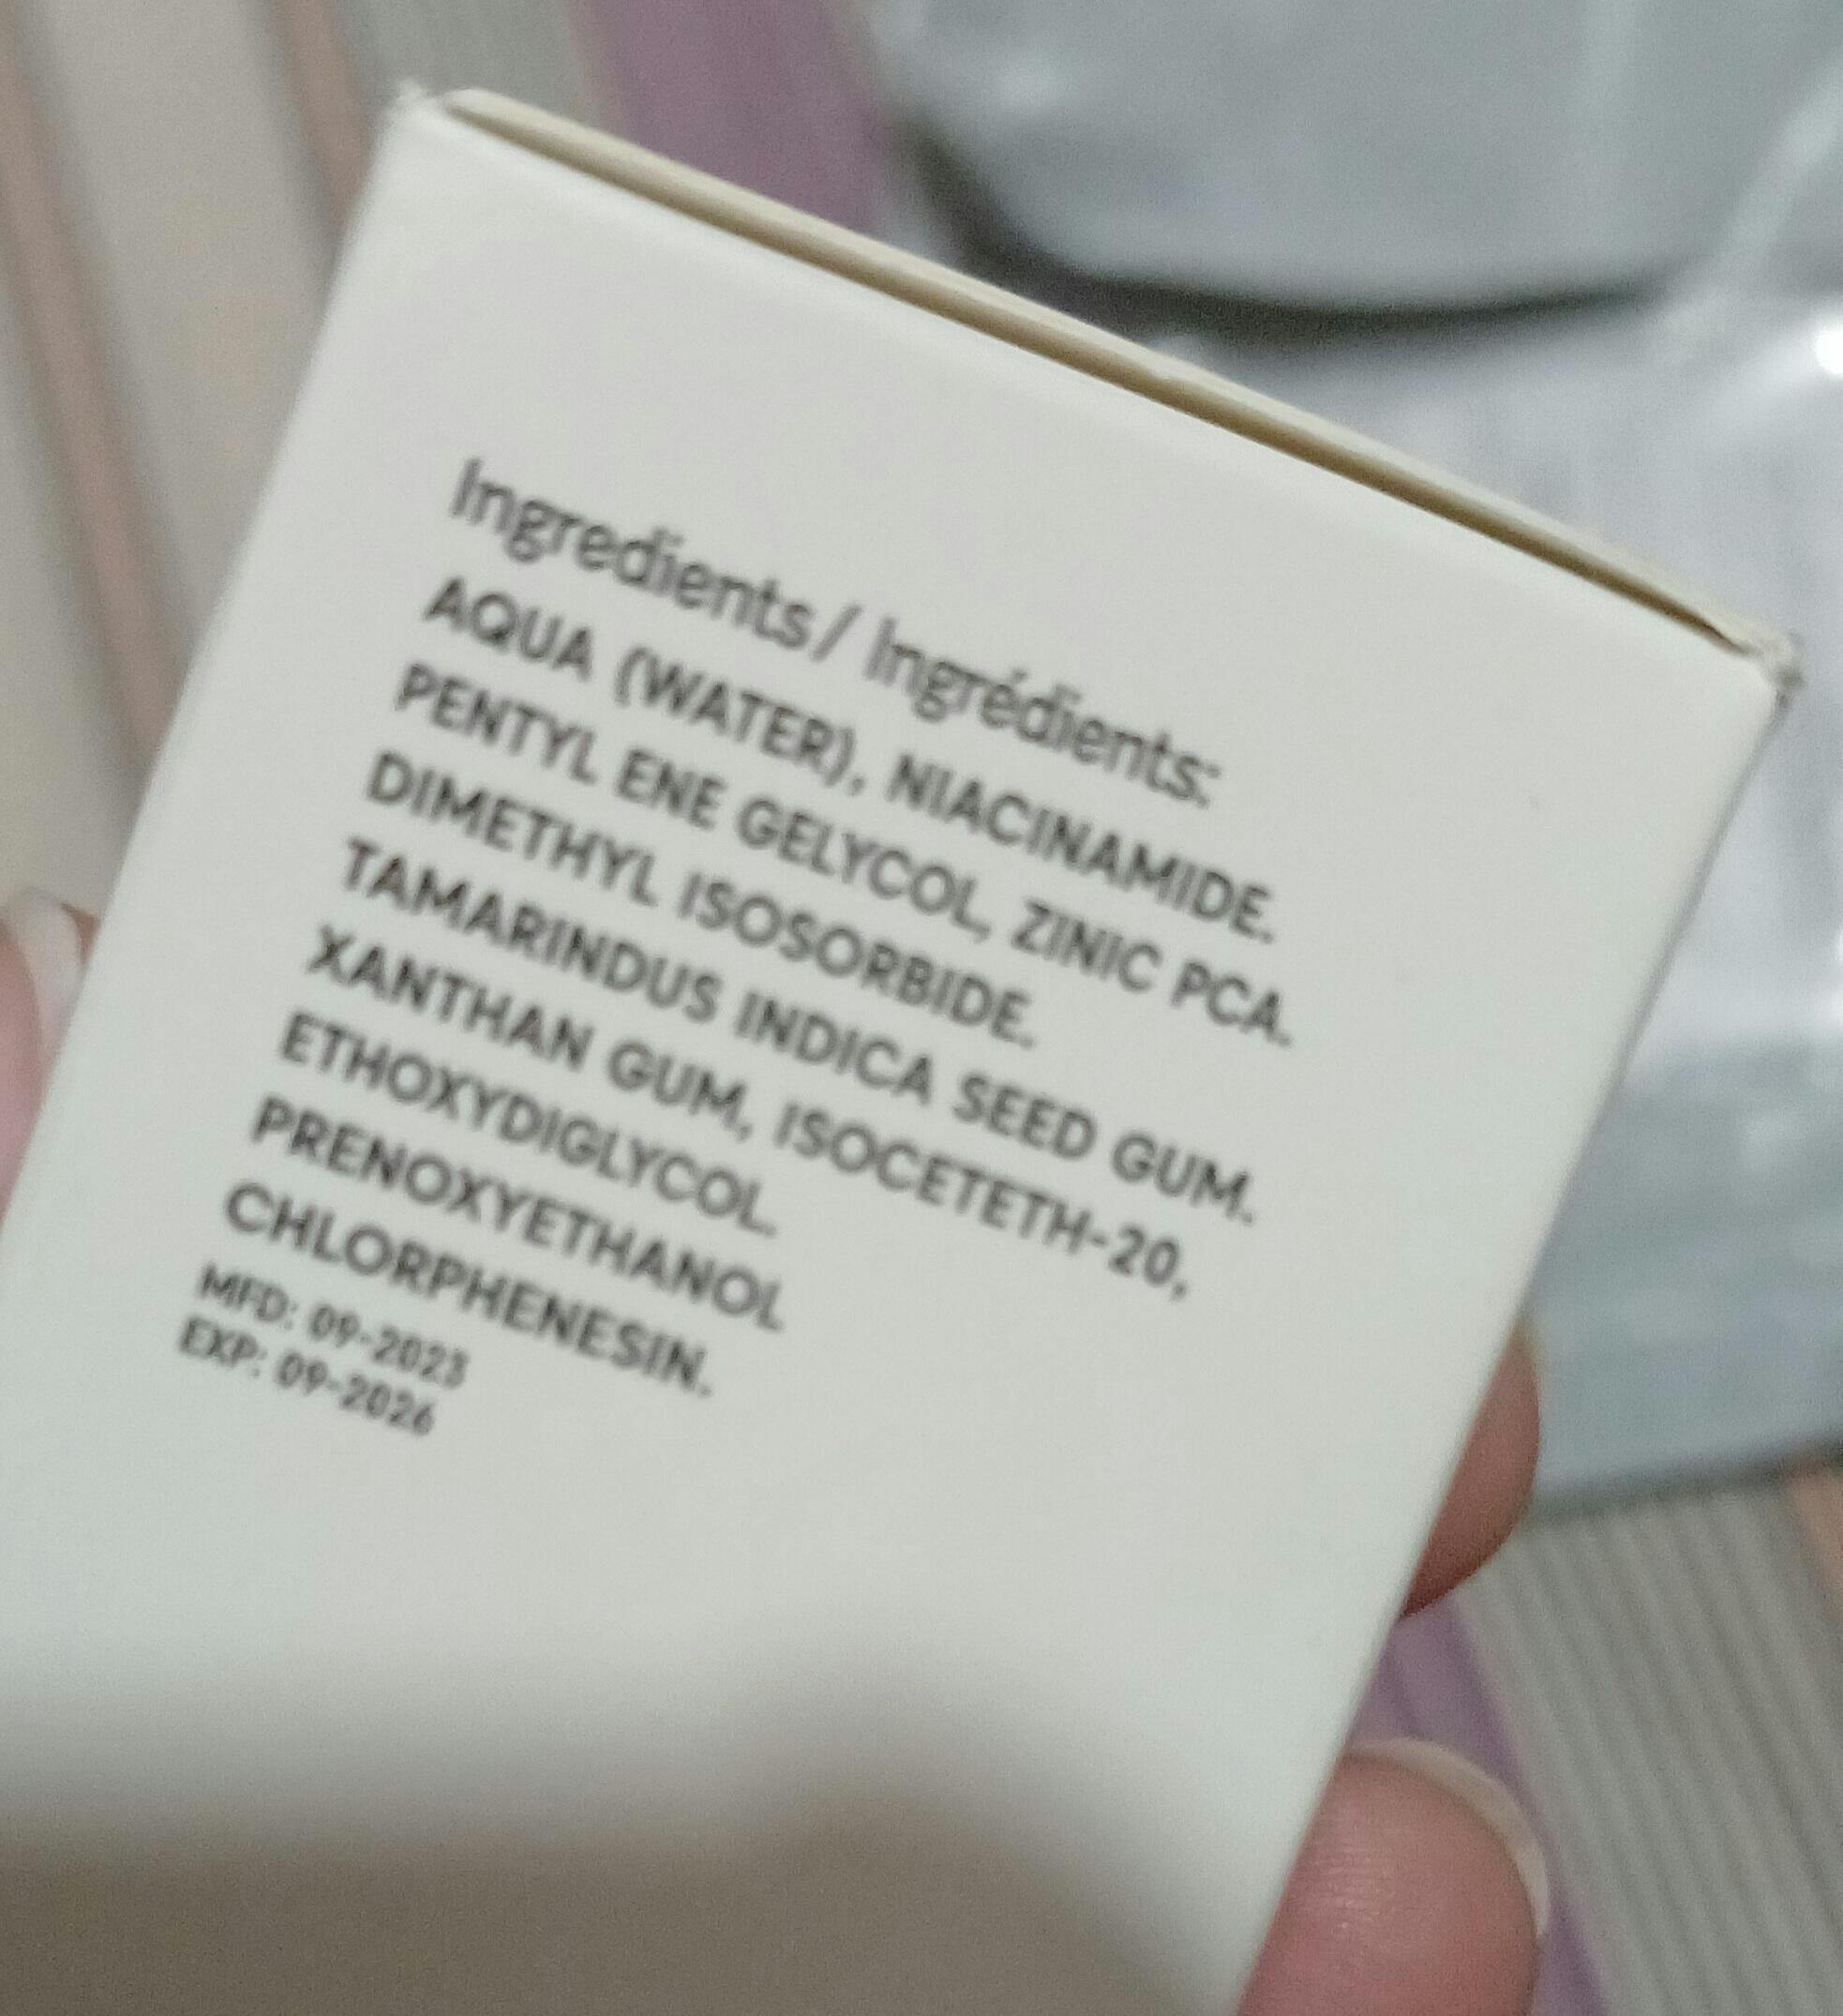 Ingredients / Ingrédients:
AQUA (WATER), NIACINAMIDE.
PENTYL ENE GELYCOL, ZINIC PCA.
DIMETHYL ISOSORBIDE.
TAMARINDUS INDICA SEED GUM.
XANTHAN GUM, ISOCETETH-20,
ETHOXYDIGLYCOL.
PRENOXYETHANOL
CHLORPHENESIN.
MFD: 09-2023
EXP: 09-2026